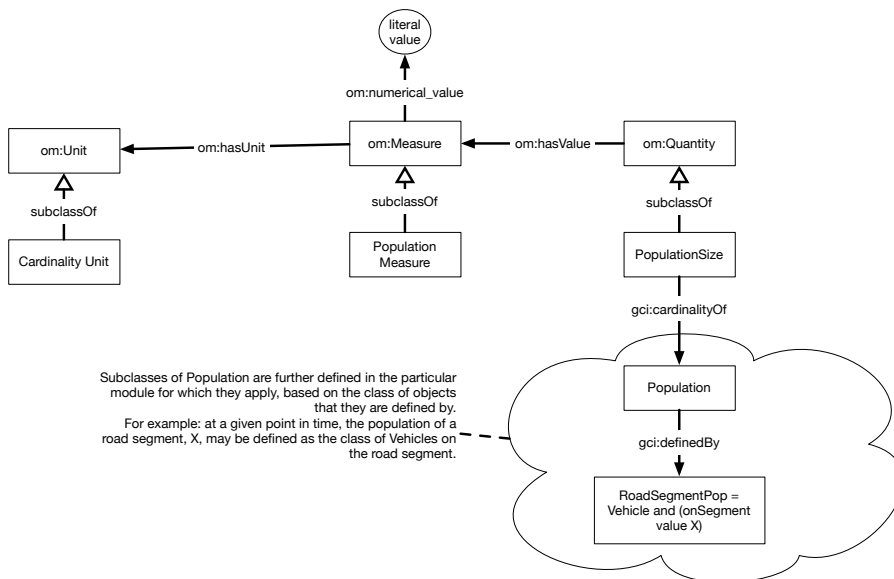 literal
value
om:numerical_value
om:Unit
om:hasUnit
om:Measure
om:hasValue
om:Quantity
subclassOf
subclassOf
subclassOf
Cardinality Unit
Population
Measure
PopulationSize
gci:cardinalityOf
Subclasses of Population are further defined in the particular
module for which they apply, based on the class of objects
that they are defined by.
For example: at a given point in time, the population of a
road segment, X, may be defined as the class of Vehicles on
the road segment.
Population
gci:definedBy
RoadSegmentPop =
Vehicle and (onSegment
value X)